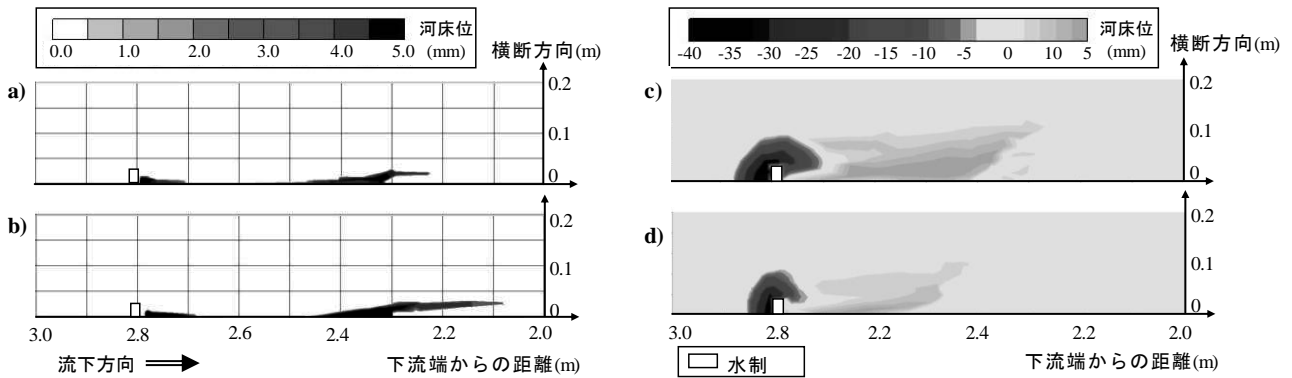 河床位
0.0 1.0 2.0 3.0 4.0 5.0 (mm)
横断方向(m)
a)
0.2
0.1
0
b)
0.2
0.1
0
3.0 2.8 2.6 2.4 2.2 2.0
流下方向
下流端からの距離(m)
河床位
-40 -35 -30 -20 -15 -10 -5 0 10 5 (mm)
横断方向(m)
c)
0.2
0.1
0
d)
0.2
0.1
0
3.0 2.8 2.2 2.4 2.2 2.0
水制
下流端からの距離(m)